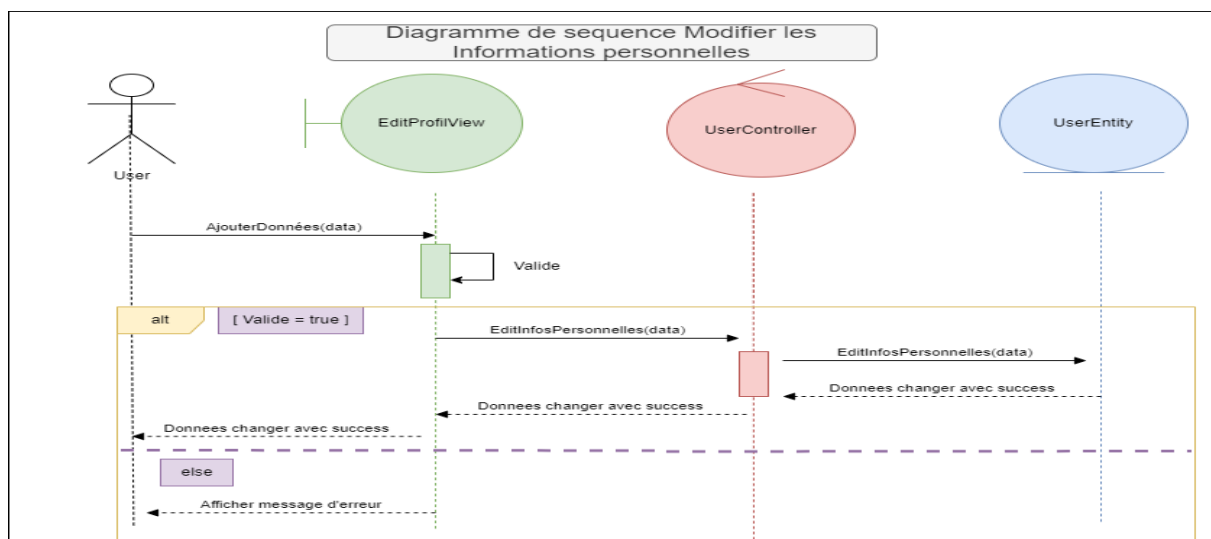 Diagramme de sequence Modifier les
Informations personnelles
EditProfilView
UserController
UserEntity
User
AjouterDonnées(data)
Valide
alt
[ Valide = true ]
EditInfosPersonnelles(data)
EditInfosPersonnelles(data)
Donnees changer avec success
Donnees changer avec success
Donnees changer avec success
else
Afficher message d'erreur